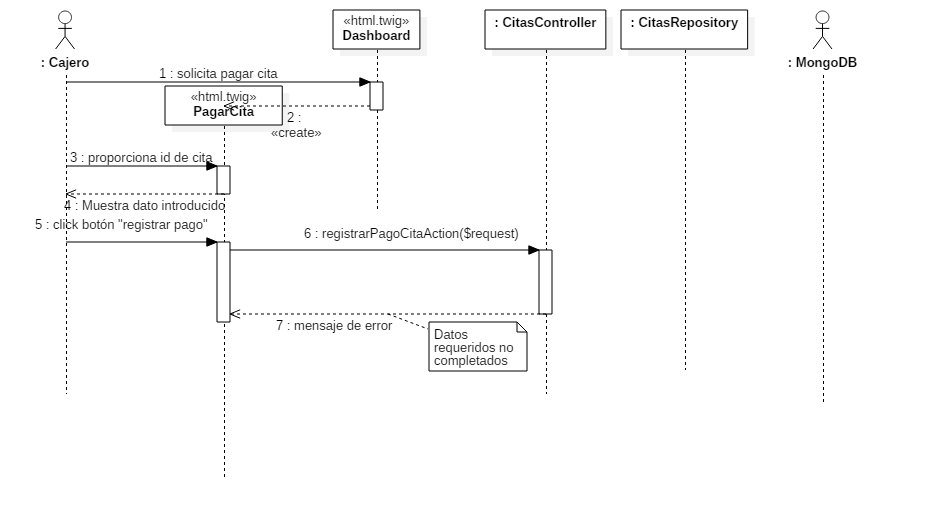 «html.twig»
Dashboard
: CitasController
: CitasRepository
: Cajero
: MongoDB
1 : solicita pagar cita
«html.twig»
PagarCita
2 :
«create»
3 : proporciona id de cita
4 : Muestra dato introducido
5 : click botón "registrar pago"
6 : registrarPagoCitaAction($request)
7 : mensaje de error
Datos
requeridos no
completados